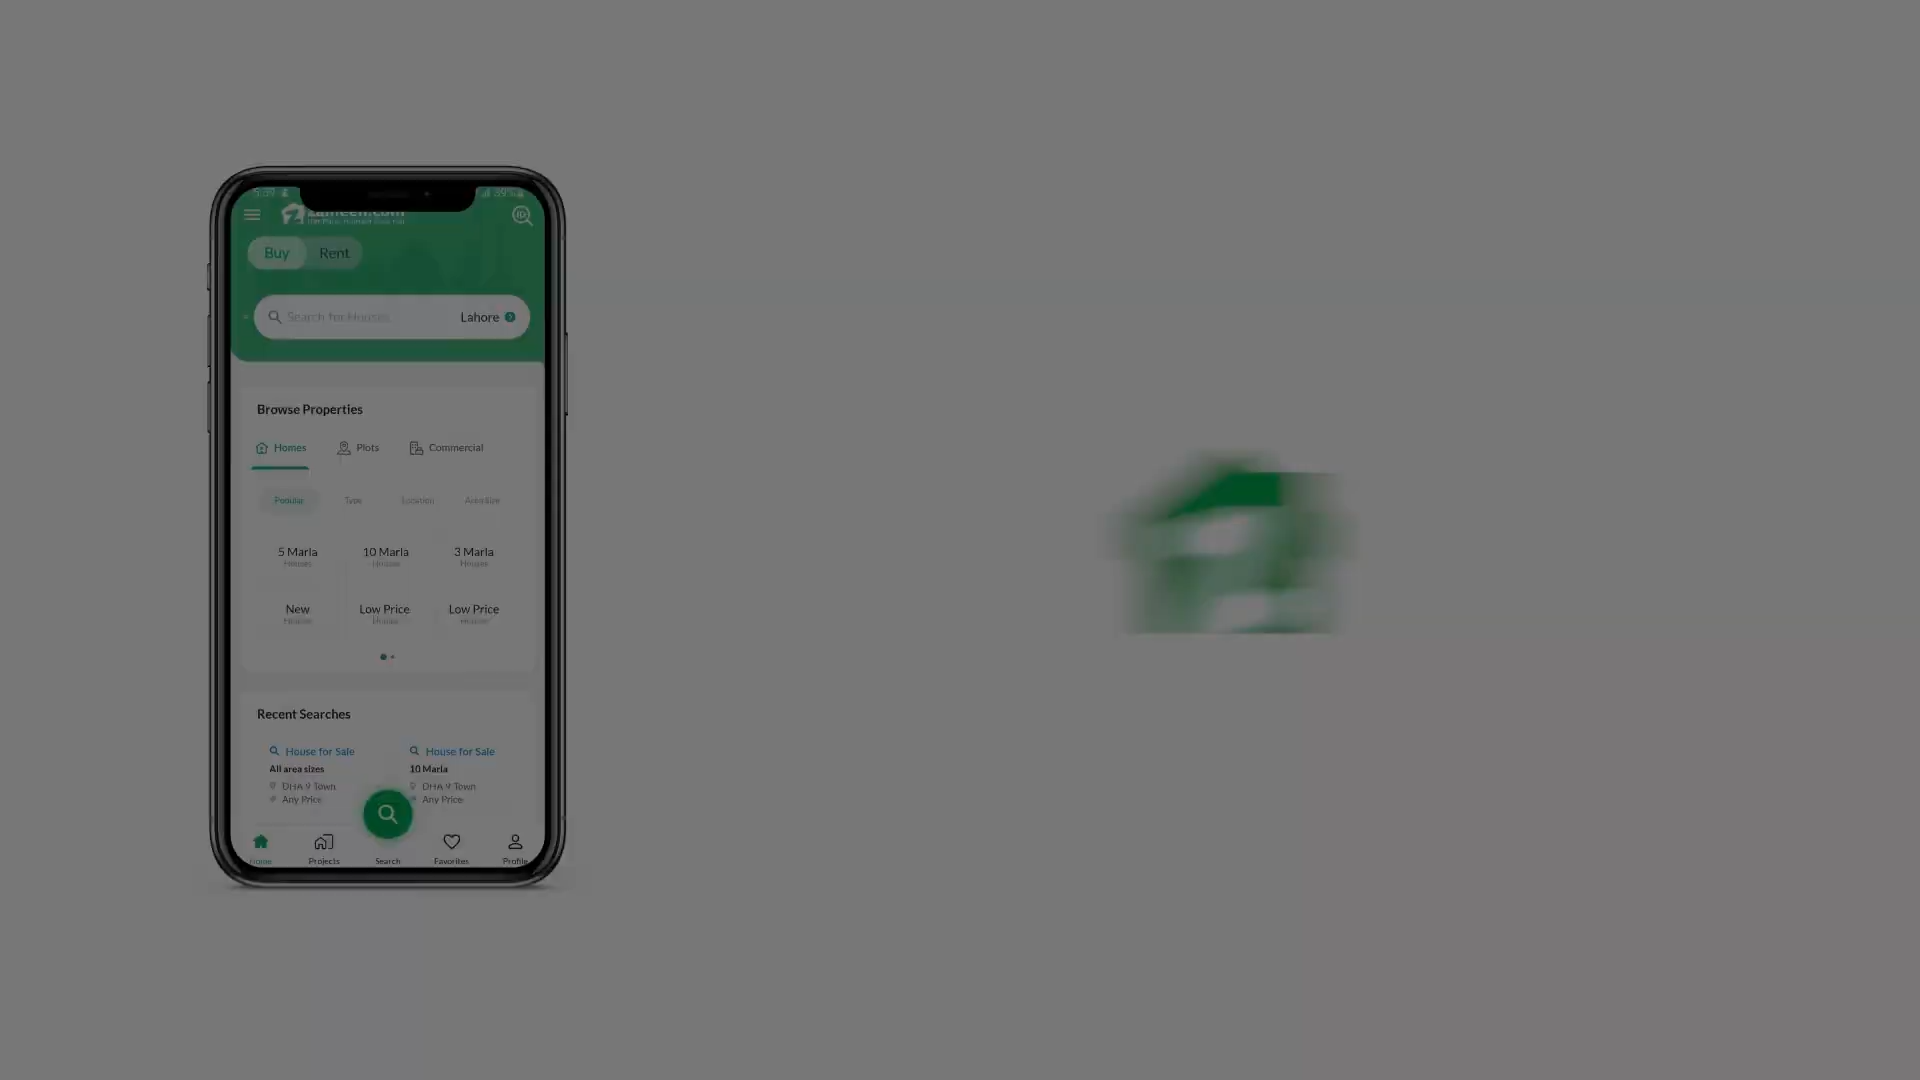 Buy Rent
Search for Houses
Lahore
Browse Properties
Homes Plots Commercial
Popular Type Location Area Size
5 Marla 10 Marla 3 Marla
Houses Houses Houses
New Low Price Low Price
Houses Houses Houses
Recent Searches
House for Sale House for Sale
All area sizes 10 Marla
DHA 9 Town DHA 9 Town
Any Price Any Price
Home Projects Search Favorites Profile